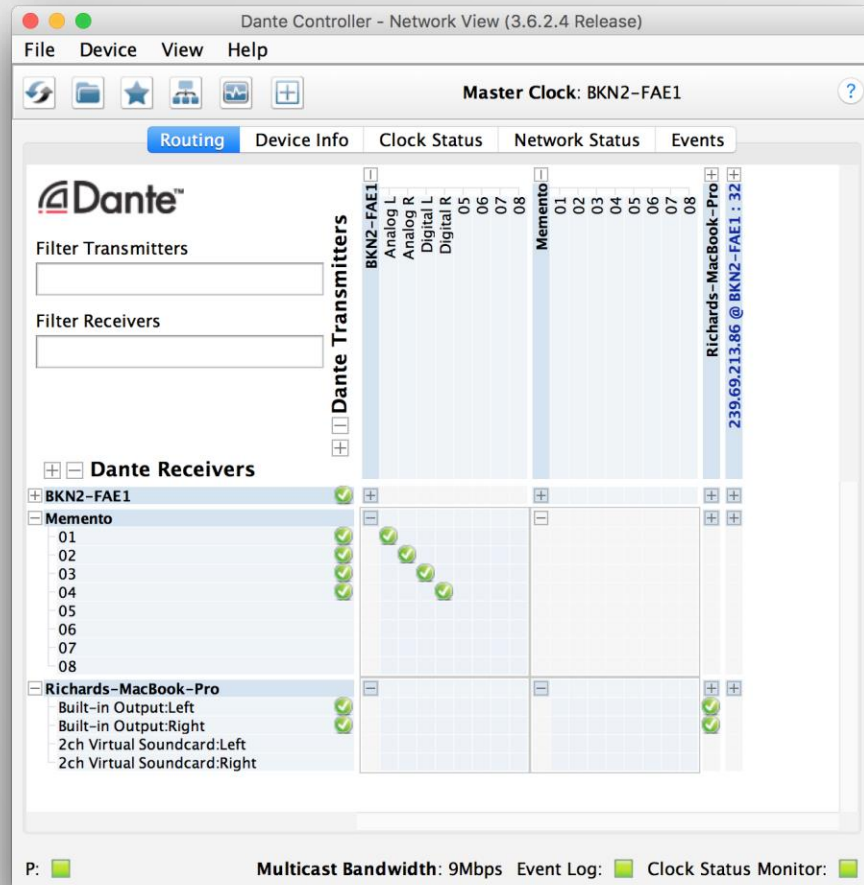 Dante Controller - Network View (3.6.2.4 Release)
File Device View Help
Master Clock: BKN2-FAE1
?
Routing Device Info Clock Status Network Status Events
Dante™
Filter Transmitters
Filter Receivers
Dante Transmitters
BKN2-FAE1
Analog L
Analog R
Digital L
Digital R
05
06
07
08
Memento
01
02
03
04
05
06
07
08
Richards-MacBook-Pro
239.69.213.86 @ BKN2-FAE1 : 32
Dante Receivers
BKN2-FAE1
Memento
01
02
03
04
05
06
07
08
Richards-MacBook-Pro
Built-in Output:Left
Built-in Output:Right
2ch Virtual Soundcard:Left
2ch Virtual Soundcard:Right
P: Multicast Bandwidth: 9Mbps Event Log: Clock Status Monitor: